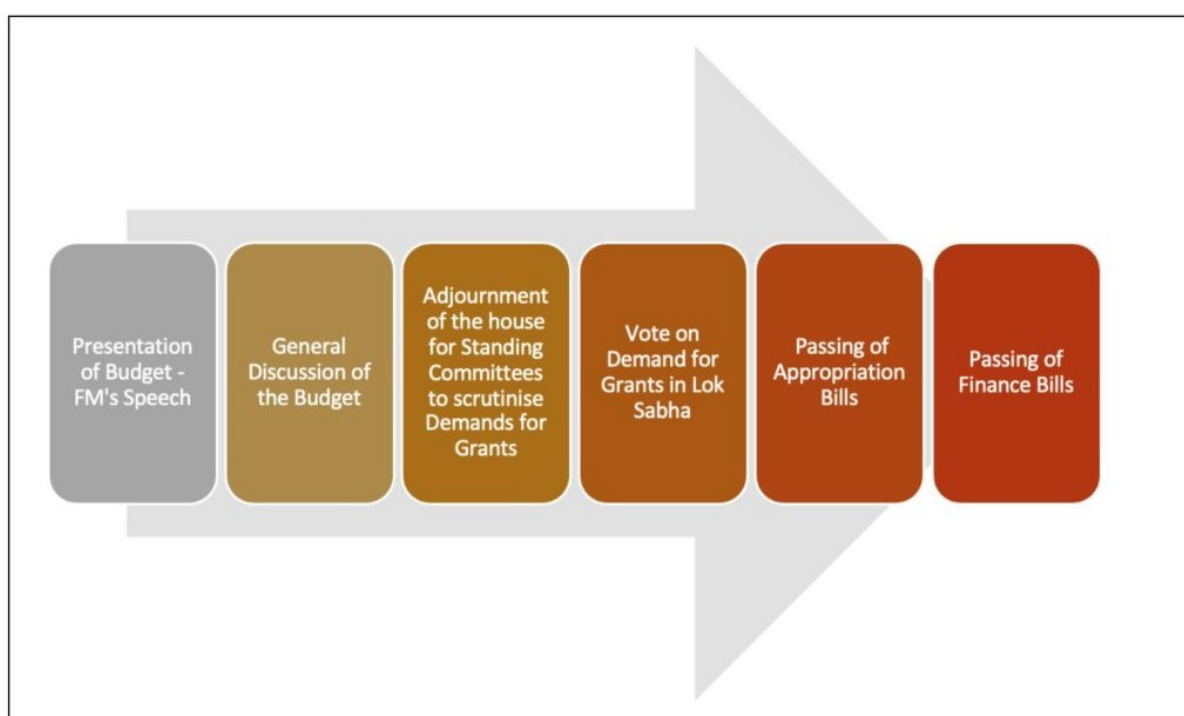 Presentation
of Budget -
FM's Speech
General
Discussion of
the Budget
Adjournment
of the house
for Standing
Committees
to scrutinise
Demands for
Grants
Vote on
Demand for
Grants in Lok
Sabha
Passing of
Appropriation
Bills
Passing of
Finance Bills